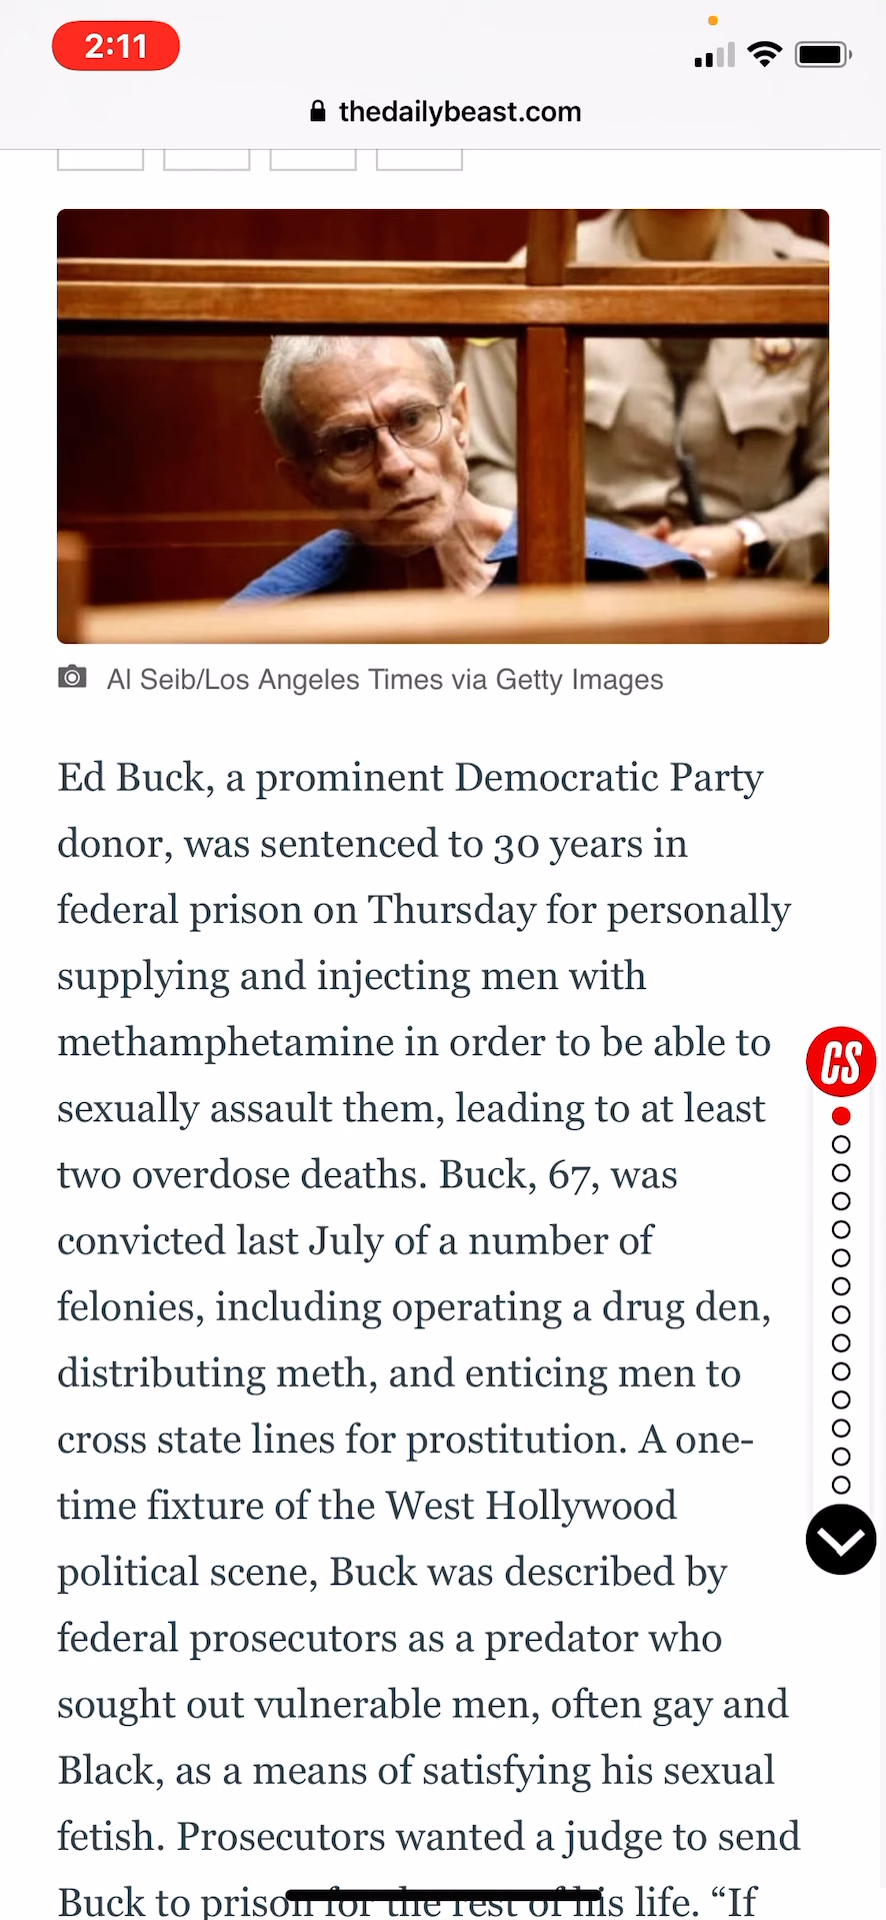 2:11
thedailybeast.com
Al Seib/Los Angeles Times via Getty Images
Ed Buck, a prominent Democratic Party
donor, was sentenced to 30 years in
federal prison on Thursday for personally
supplying and injecting men with
methamphetamine in order to be able to
sexually assault them, leading to at least
two overdose deaths. Buck, 67, was
convicted last July of a number of
felonies, including operating a drug den,
distributing meth, and enticing men to
cross state lines for prostitution. A one-
time fixture of the West Hollywood
political scene, Buck was described by
federal prosecutors as a predator who
sought out vulnerable men, often gay and
Black, as a means of satisfying his sexual
fetish. Prosecutors wanted a judge to send
Buck to prison for the rest of his life. “If
CS